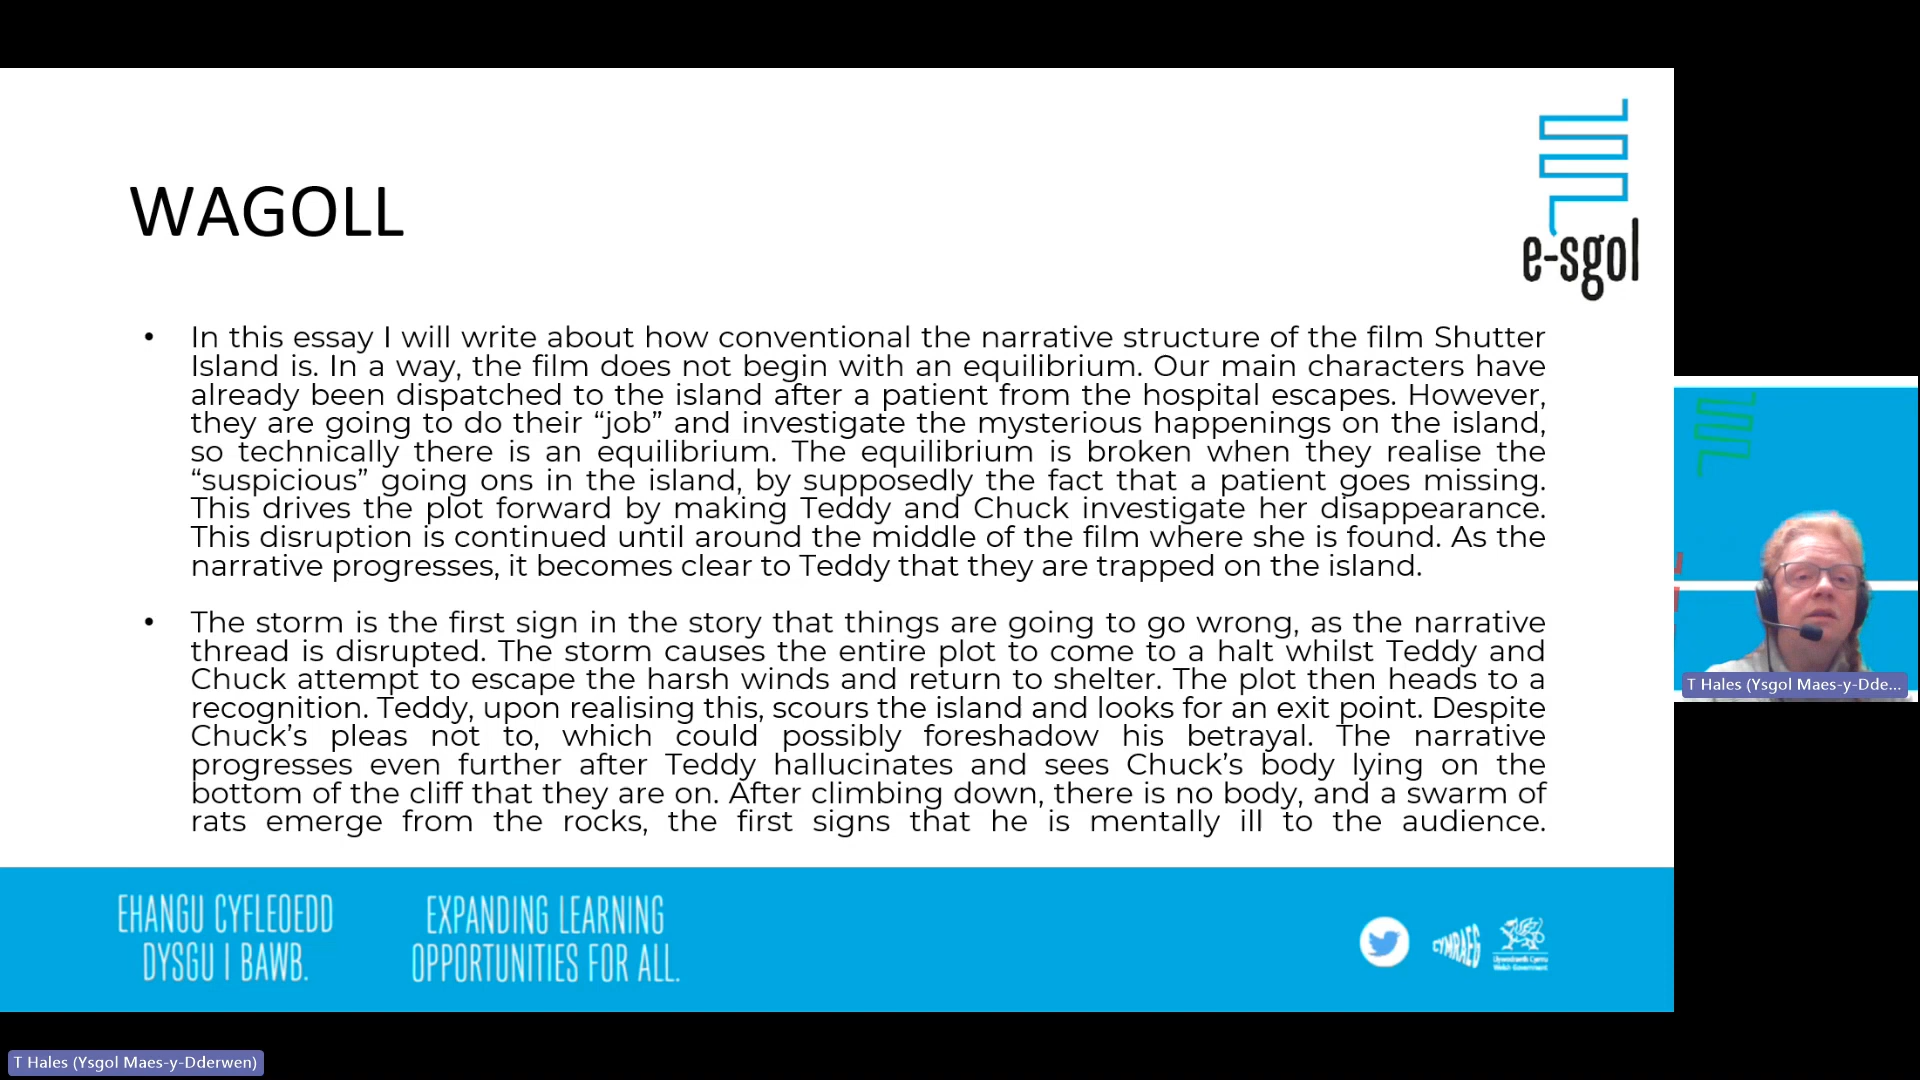 WAGOLL
e-sgol
• In this essay I will write about how conventional the narrative structure of the film Shutter
Island is. In a way, the film does not begin with an equilibrium. Our main characters have
already been dispatched to the island after a patient from the hospital escapes. However,
they are going to do their “job” and investigate the mysterious happenings on the island,
so technically there is an equilibrium. The equilibrium is broken when they realise the
“suspicious” going ons in the island, by supposedly the fact that a patient goes missing.
This drives the plot forward by making Teddy and Chuck investigate her disappearance.
This disruption is continued until around the middle of the film where she is found. As the
narrative progresses, it becomes clear to Teddy that they are trapped on the island.
• The storm is the first sign in the story that things are going to go wrong, as the narrative
thread is disrupted. The storm causes the entire plot to come to a halt whilst Teddy and
Chuck attempt to escape the harsh winds and return to shelter. The plot then heads to a
recognition. Teddy, upon realising this, scours the island and looks for an exit point. Despite
Chuck’s pleas not to, which could possibly foreshadow his betrayal. The narrative
progresses even further after Teddy hallucinates and sees Chuck’s body lying on the
bottom of the cliff that they are on. After climbing down, there is no body, and a swarm of
rats emerge from the rocks, the first signs that he is mentally ill to the audience.
T Hales (Ysgol Maes-y-Dde...
EHANGU CYFLEOEDD
DYSGU I BAWB.
EXPANDING LEARNING
OPPORTUNITIES FOR ALL.
CYMRAEG
Llywodraeth Cymru
Welsh Government
T Hales (Ysgol Maes-y-Dderwen)